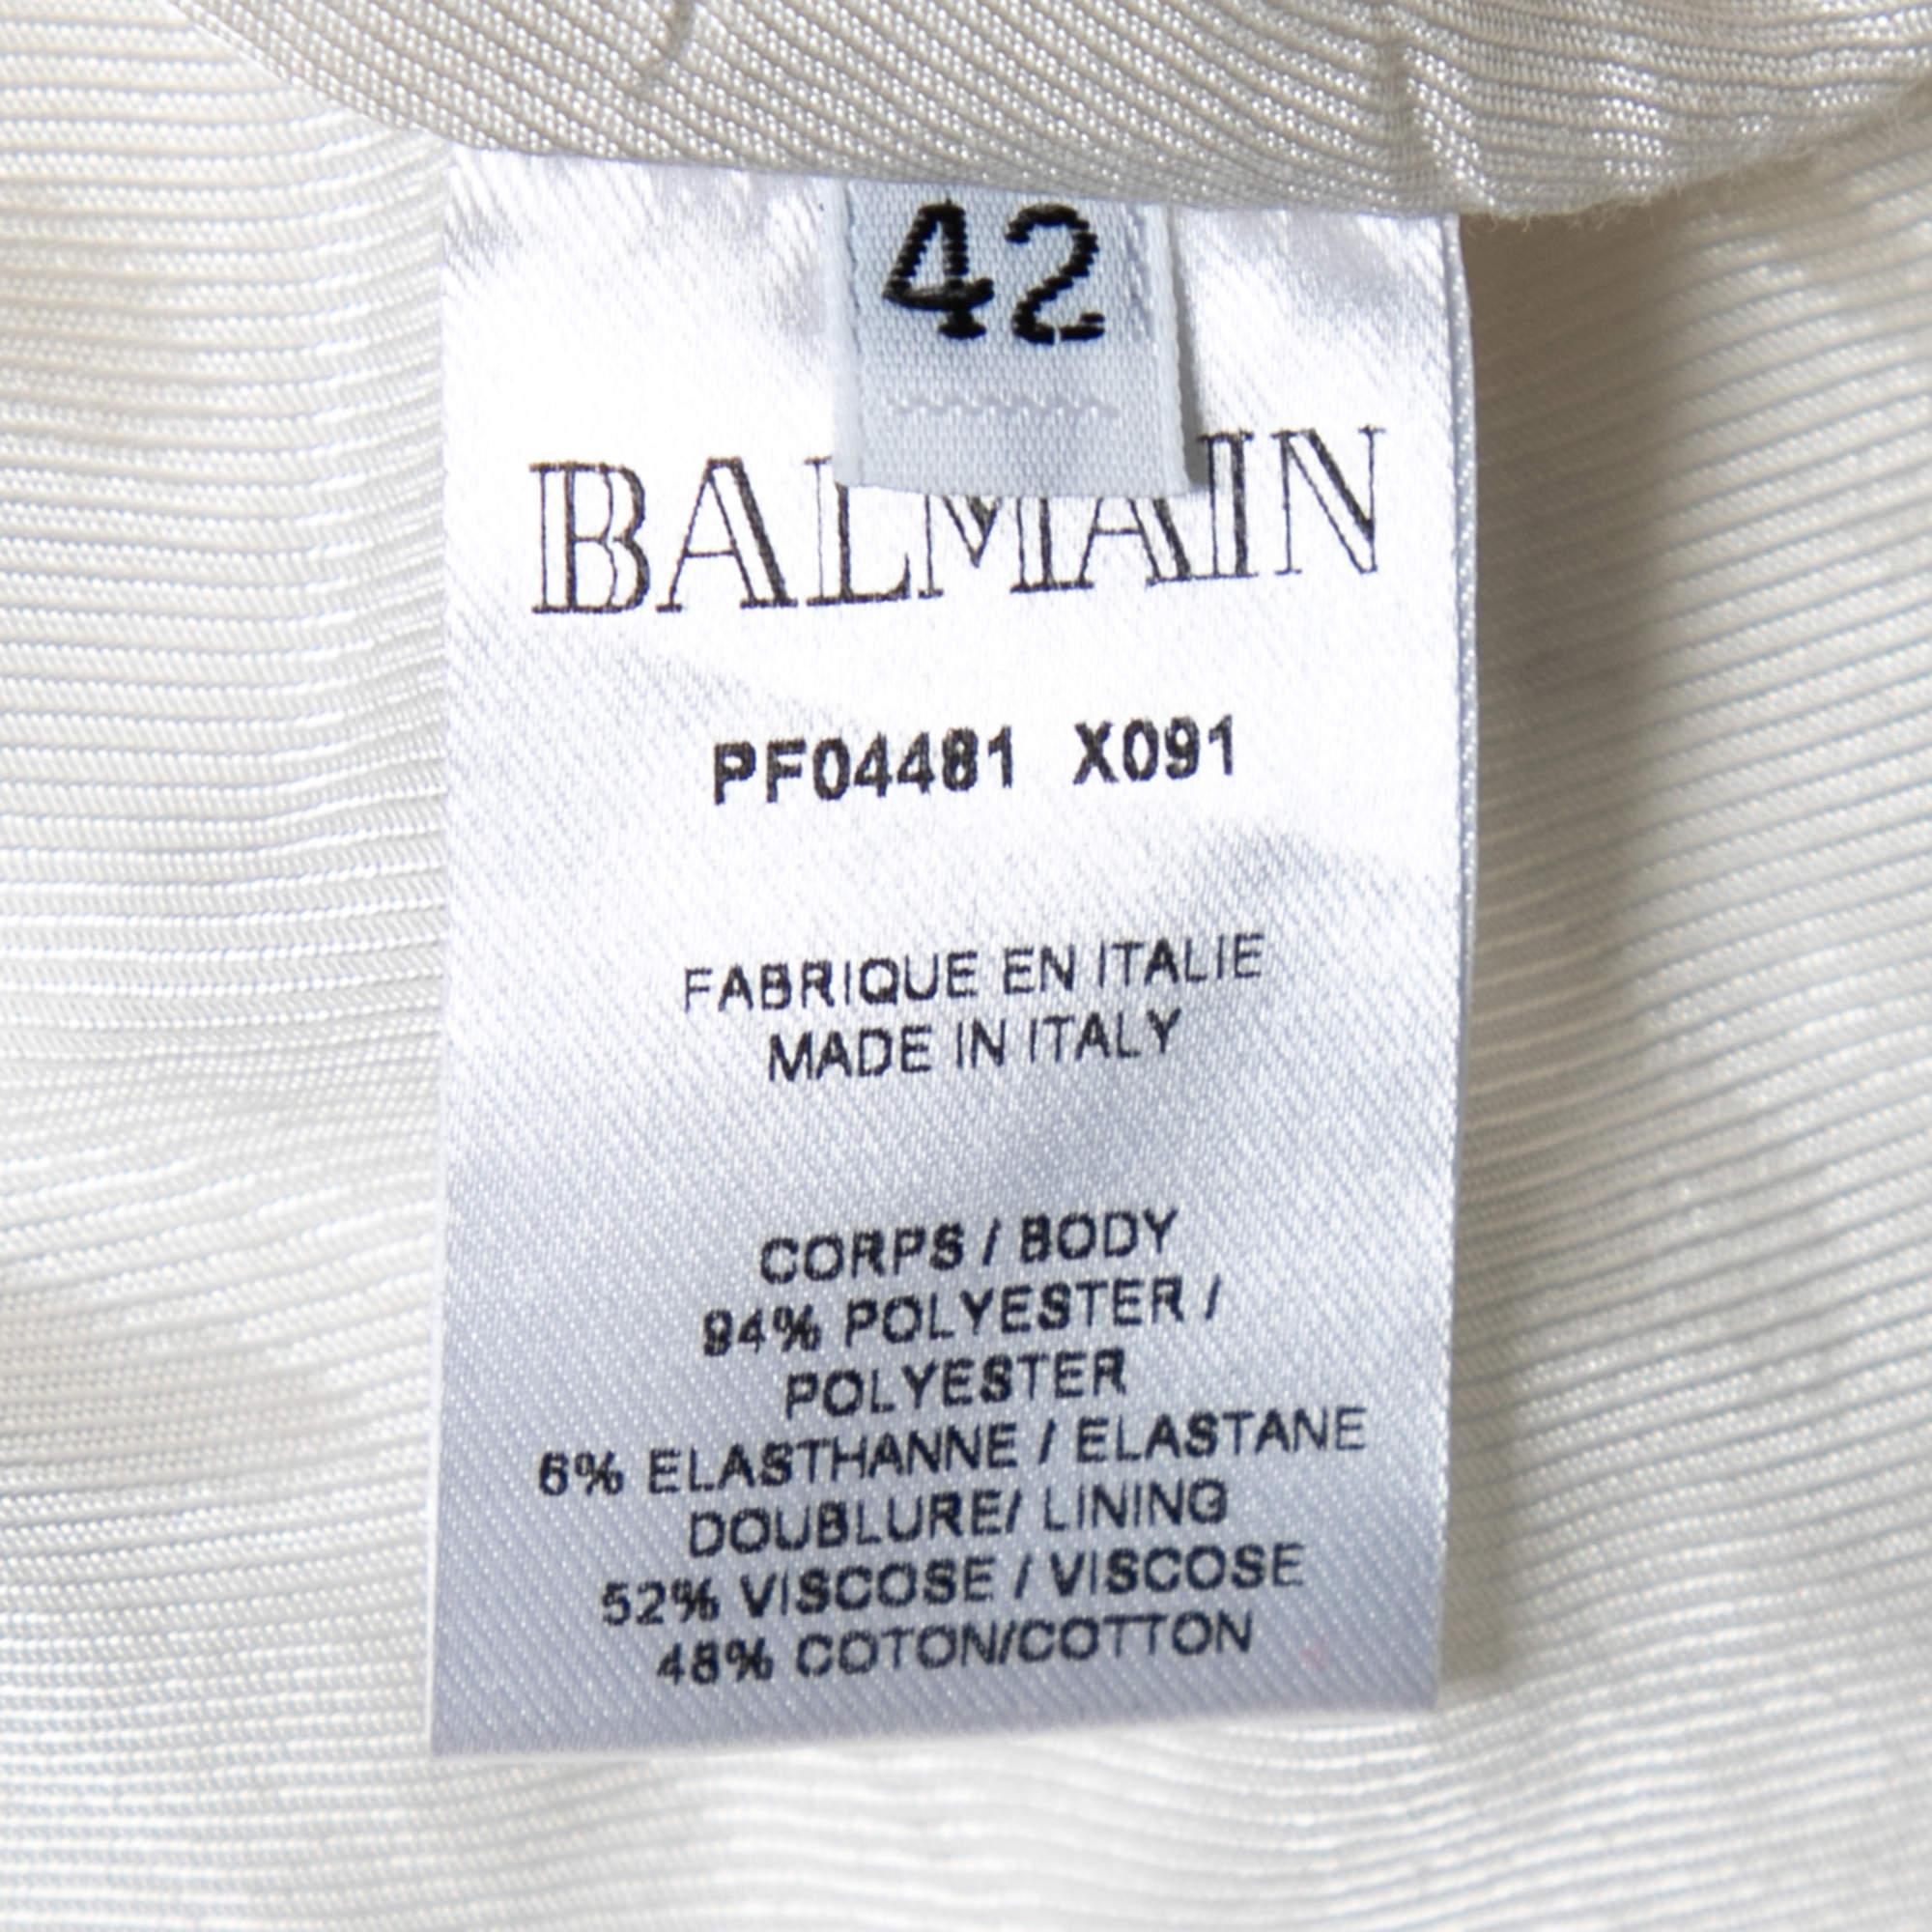 42
BALMAIN
PF04481 X091
FABRIQUE EN ITALIE
MADE IN ITALY
CORPS / BODY
94% POLYESTER /
POLYESTER
6% ELASTHANNE / ELASTANE
DOUBLURE/ LINING
52% VISCOSE / VISCOSE
48% COTON/COTTON